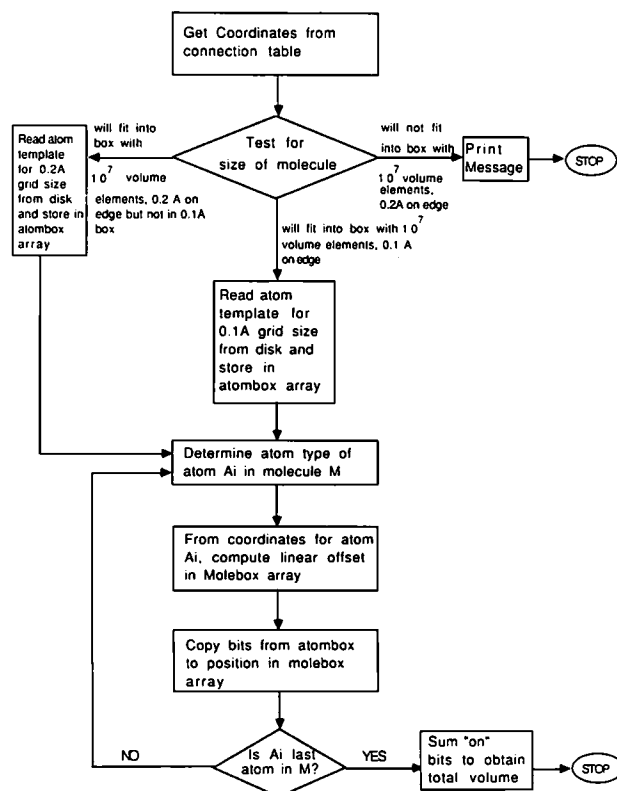 Get Coordinates from
connection table
Test for
size of molecule
will fit into
box with
10^7 volume
elements, 0.2 A on
edge but not in 0.1A
box
Read atom
template
for 0.2A
grid size
from disk
and store in
atombox
array
will not fit
into box with
10^7 volume
elements,
0.2A on edge
Print
Message
STOP
will fit into box with 10^7
volume elements, 0.1 A
on edge
Read atom
template for
0.1A grid size
from disk and
store in
atombox array
Determine atom type of
atom Ai in molecule M
From coordinates for atom
Ai, compute linear offset
in Molebox array
Copy bits from atombox
to position in molebox
array
Is Ai last
atom in M?
NO
YES
Sum "on"
bits to obtain
total volume
STOP